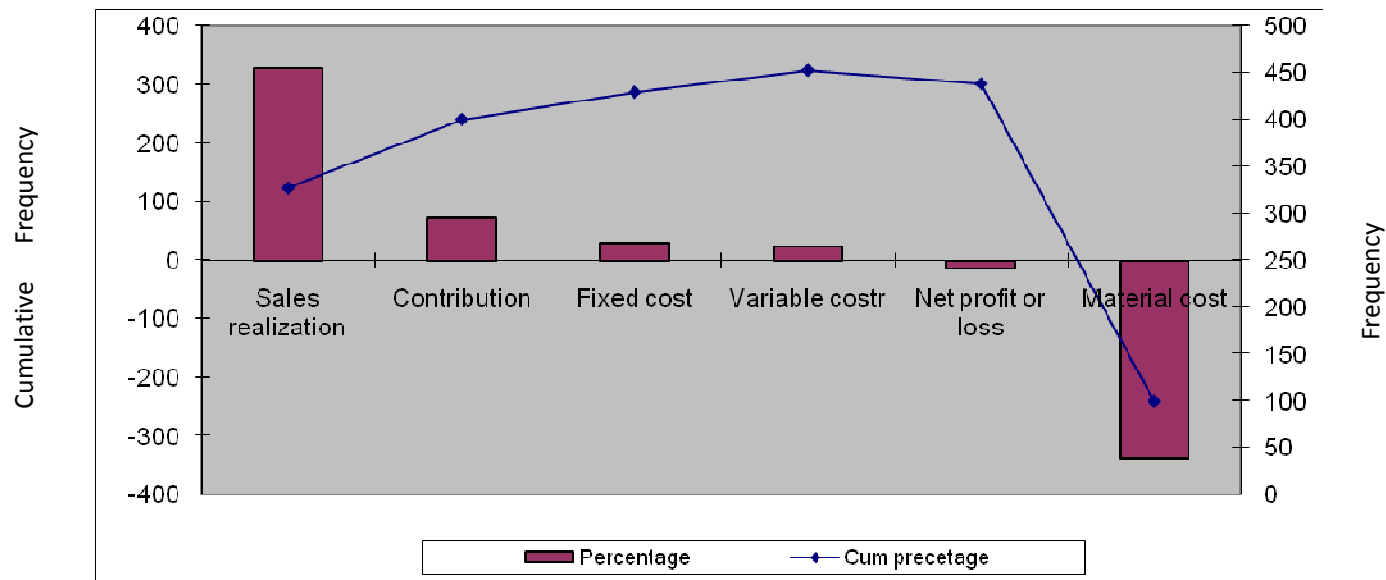 Cumulative Frequency
400
300
200
100
0
-100
-200
-300
-400
500
450
400
350
300
250
200
150
100
50
0
Frequency
Sales
realization
Contribution
Fixed cost
Variable costr
Net profit or
loss
Material cost
Percentage
Cum precetage